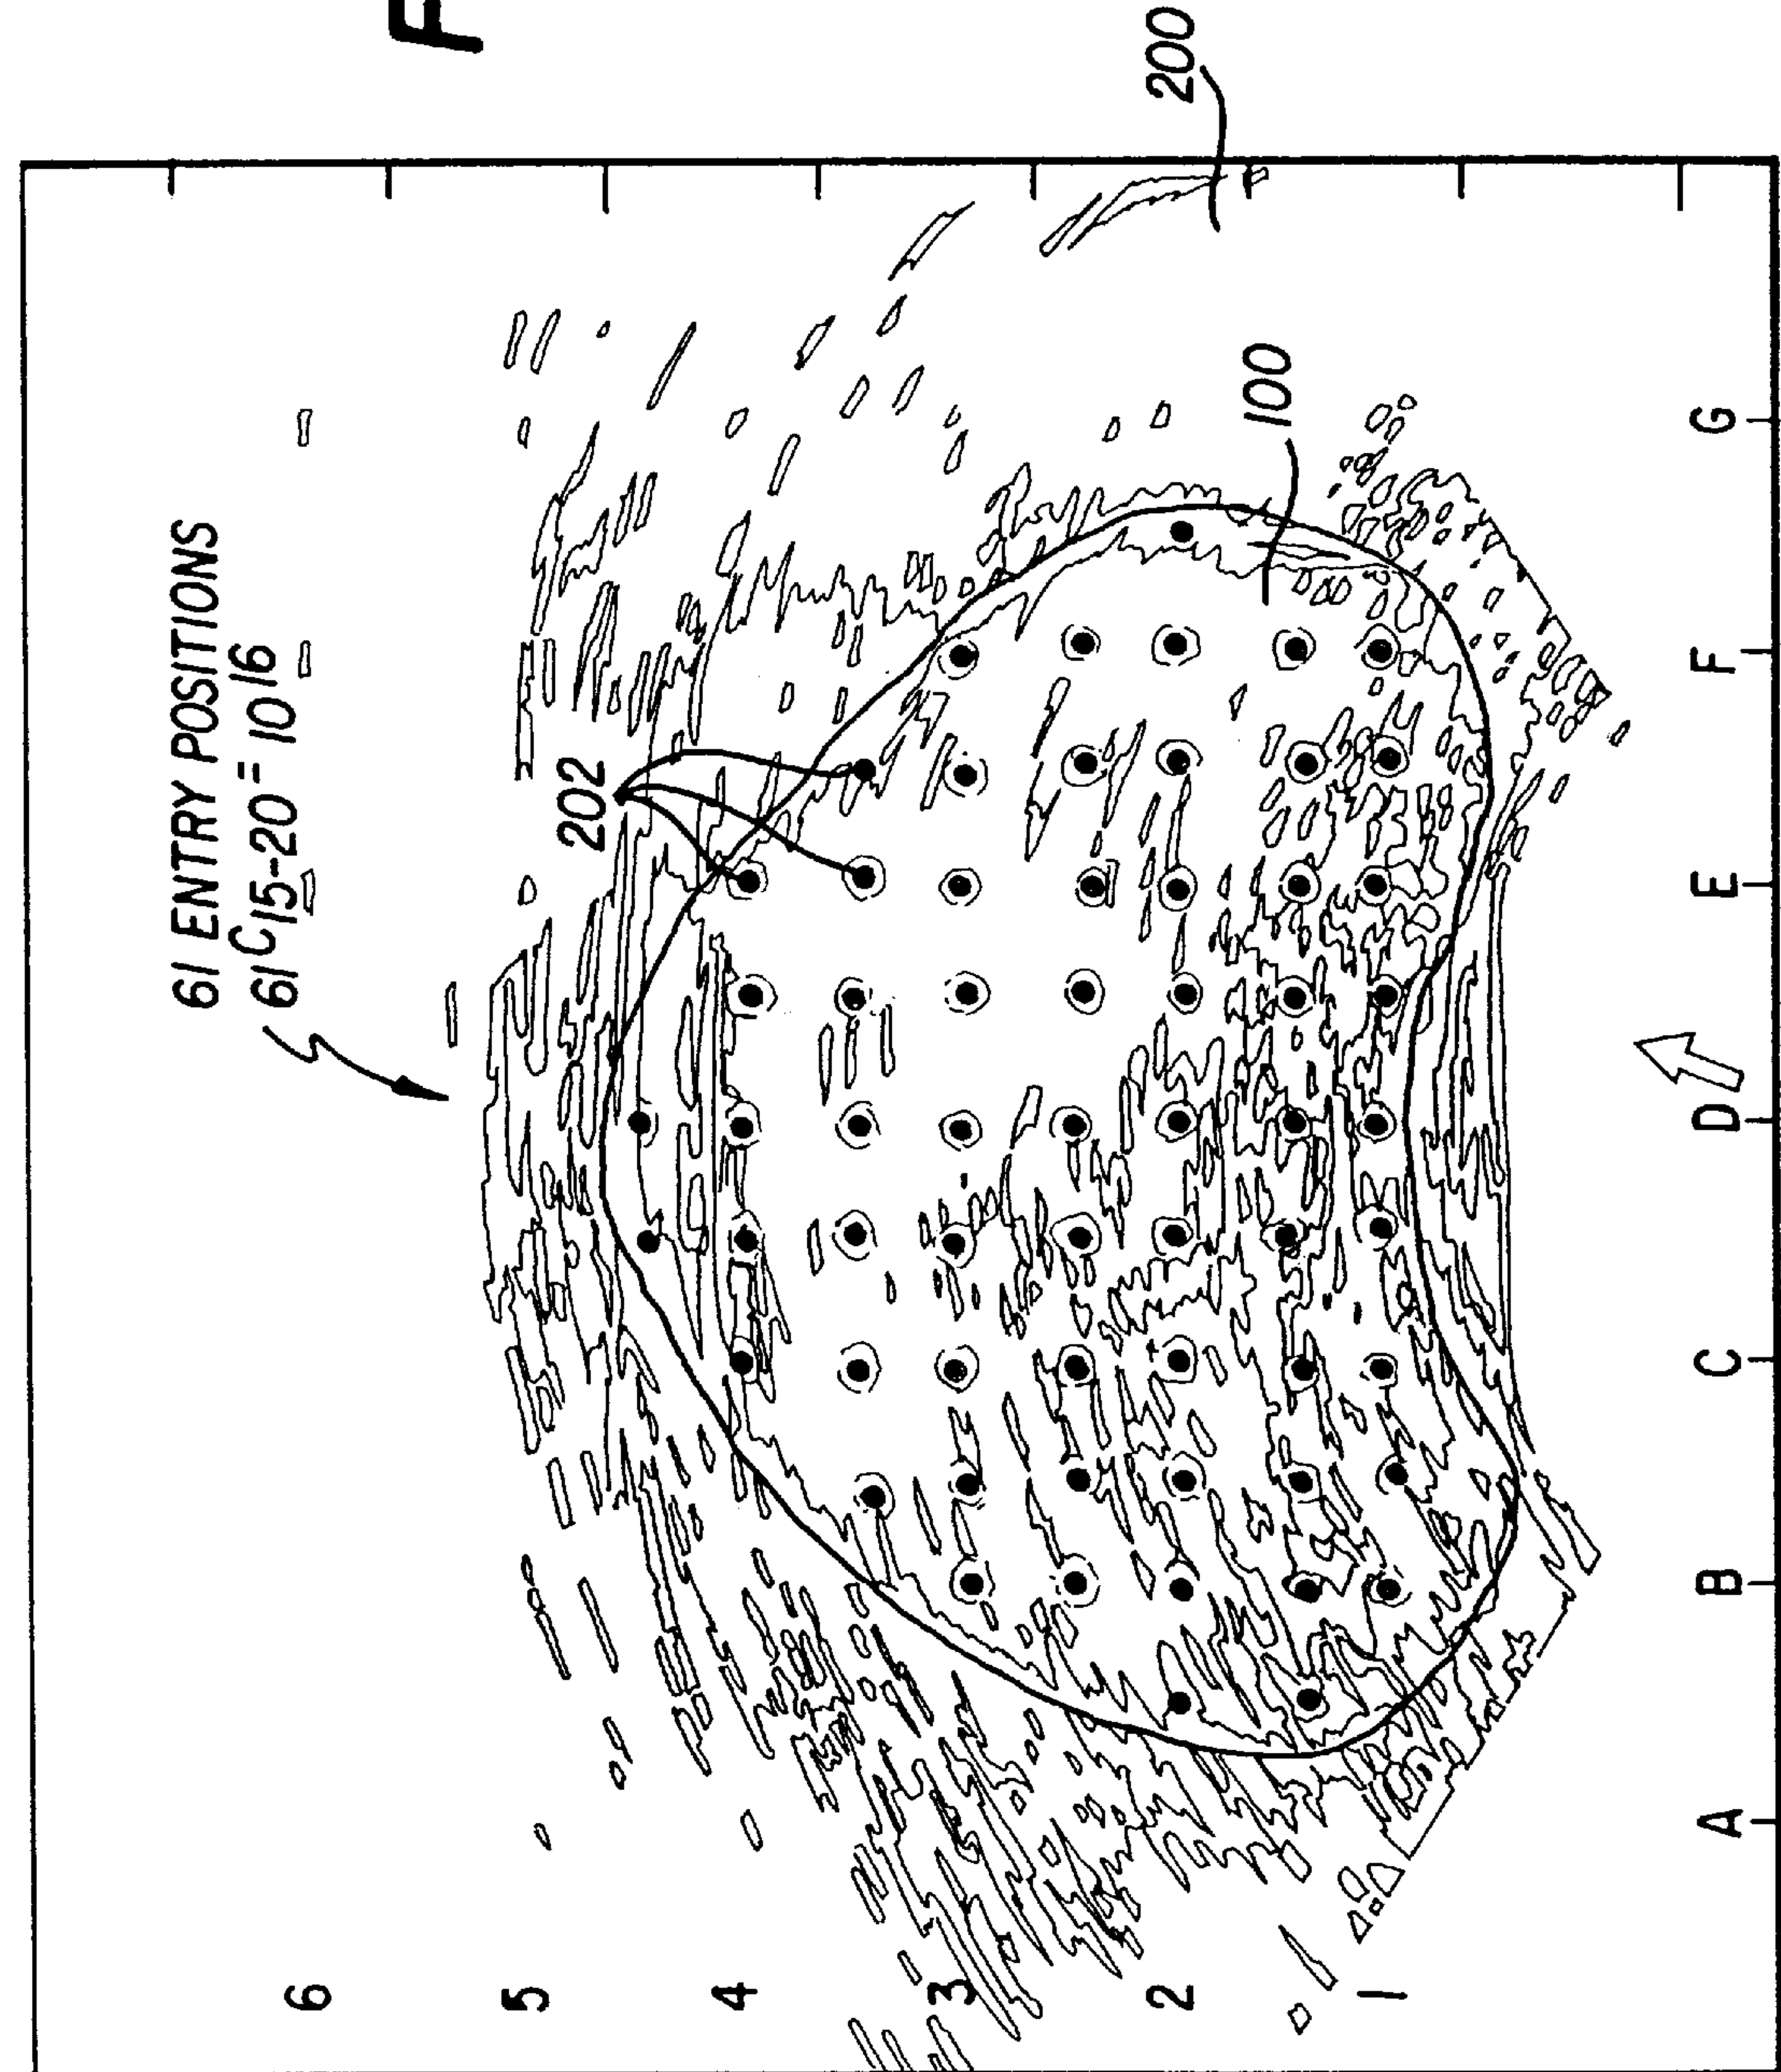 61 ENTRY POSITIONS
61C15-20 = 10 16
202
200
100
6
5
4
3
2
1
A
B
C
D
E
F
G